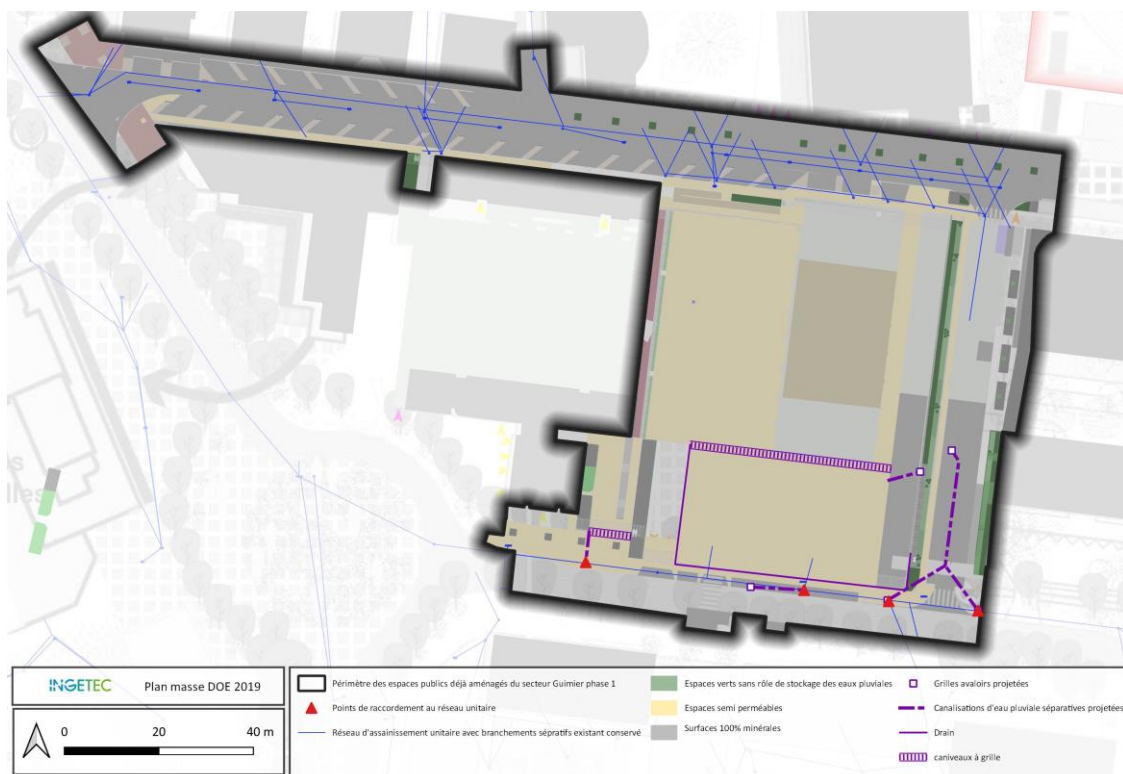 INGETEC
Plan masse DOE 2019
0 20 40 m
Périmètre des espaces publics déjà aménagés du secteur Guimier phase 1
Points de raccordement au réseau unitaire
Réseau d'assainissement unitaire avec branchements sépratifs existant conservé
Espaces verts sans rôle de stockage des eaux pluviales
Espaces semi perméables
Surfaces 100% minérales
Grilles avaloirs projetées
Canalisations d'eau pluviale séparatives projetées
Drain
caniveaux à grille